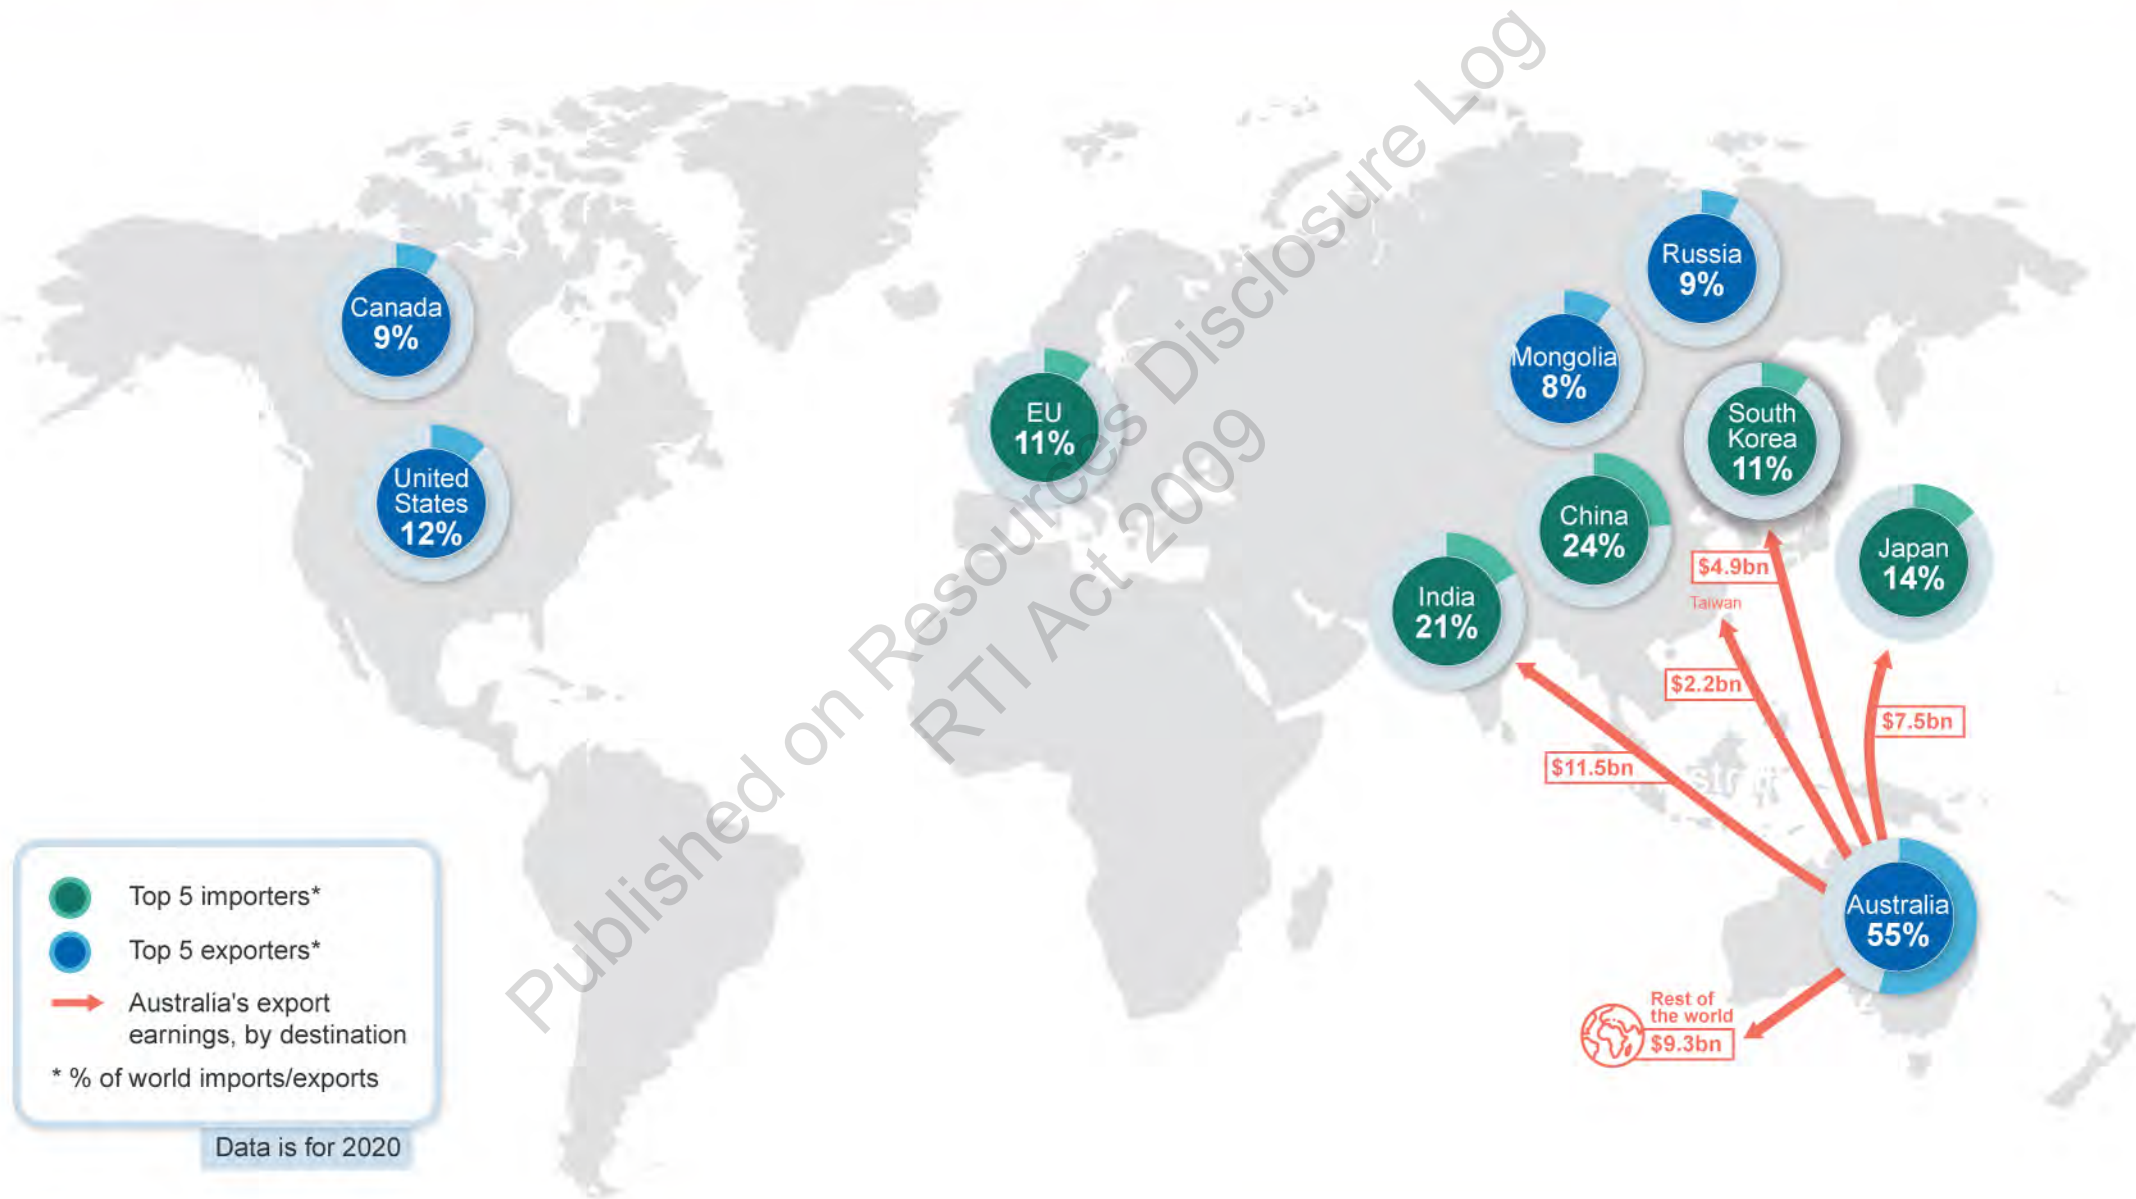 Published on Resources Disclosure Log
RTI Act 2009
Canada
9%
United
States
12%
EU
11%
Russia
9%
Mongolia
8%
South
Korea
11%
China
24%
India
21%
Japan
14%
$4.9bn
Taiwan
$2.2bn
$7.5bn
$11.5bn
Australia
55%
Rest of
the world
$9.3bn
Top 5 importers*
Top 5 exporters*
Australia's export
earnings, by destination
* % of world imports/exports
Data is for 2020